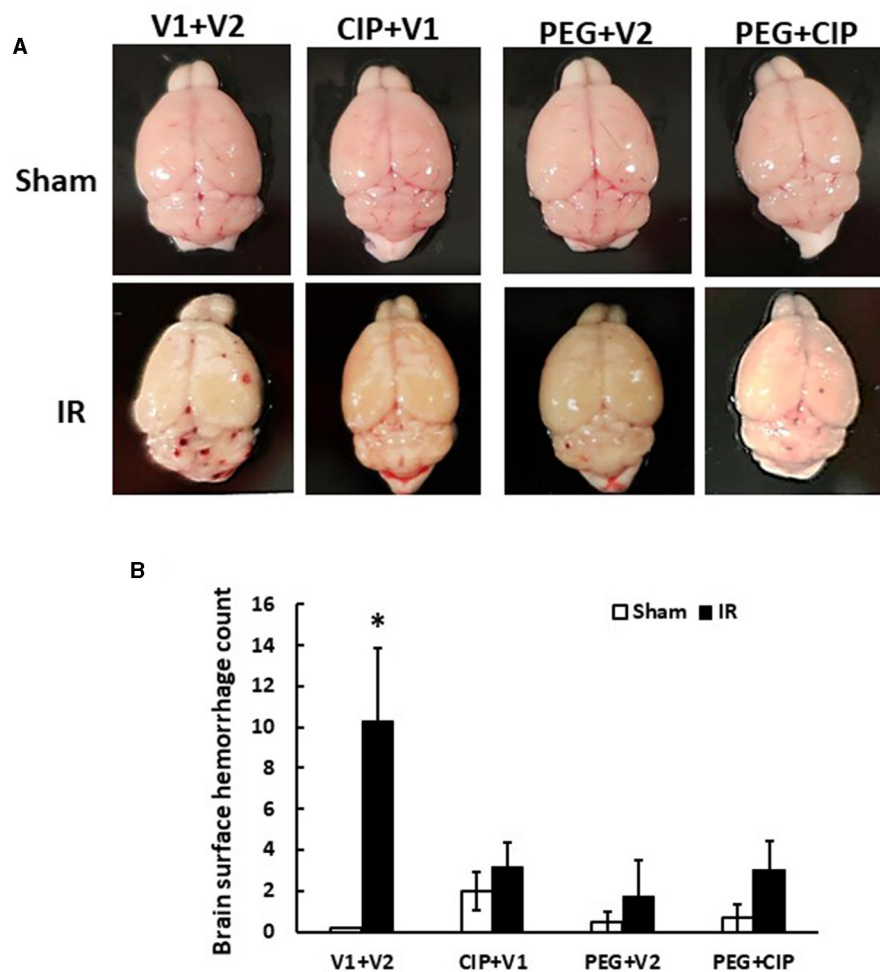 A
V1+V2 CIP+V1 PEG+V2 PEG+CIP
Sham
IR
B
Brain surface hemorrhage count
16
14
12
10
8
6
4
2
0
Sham IR
*
V1+V2 CIP+V1 PEG+V2 PEG+CIP